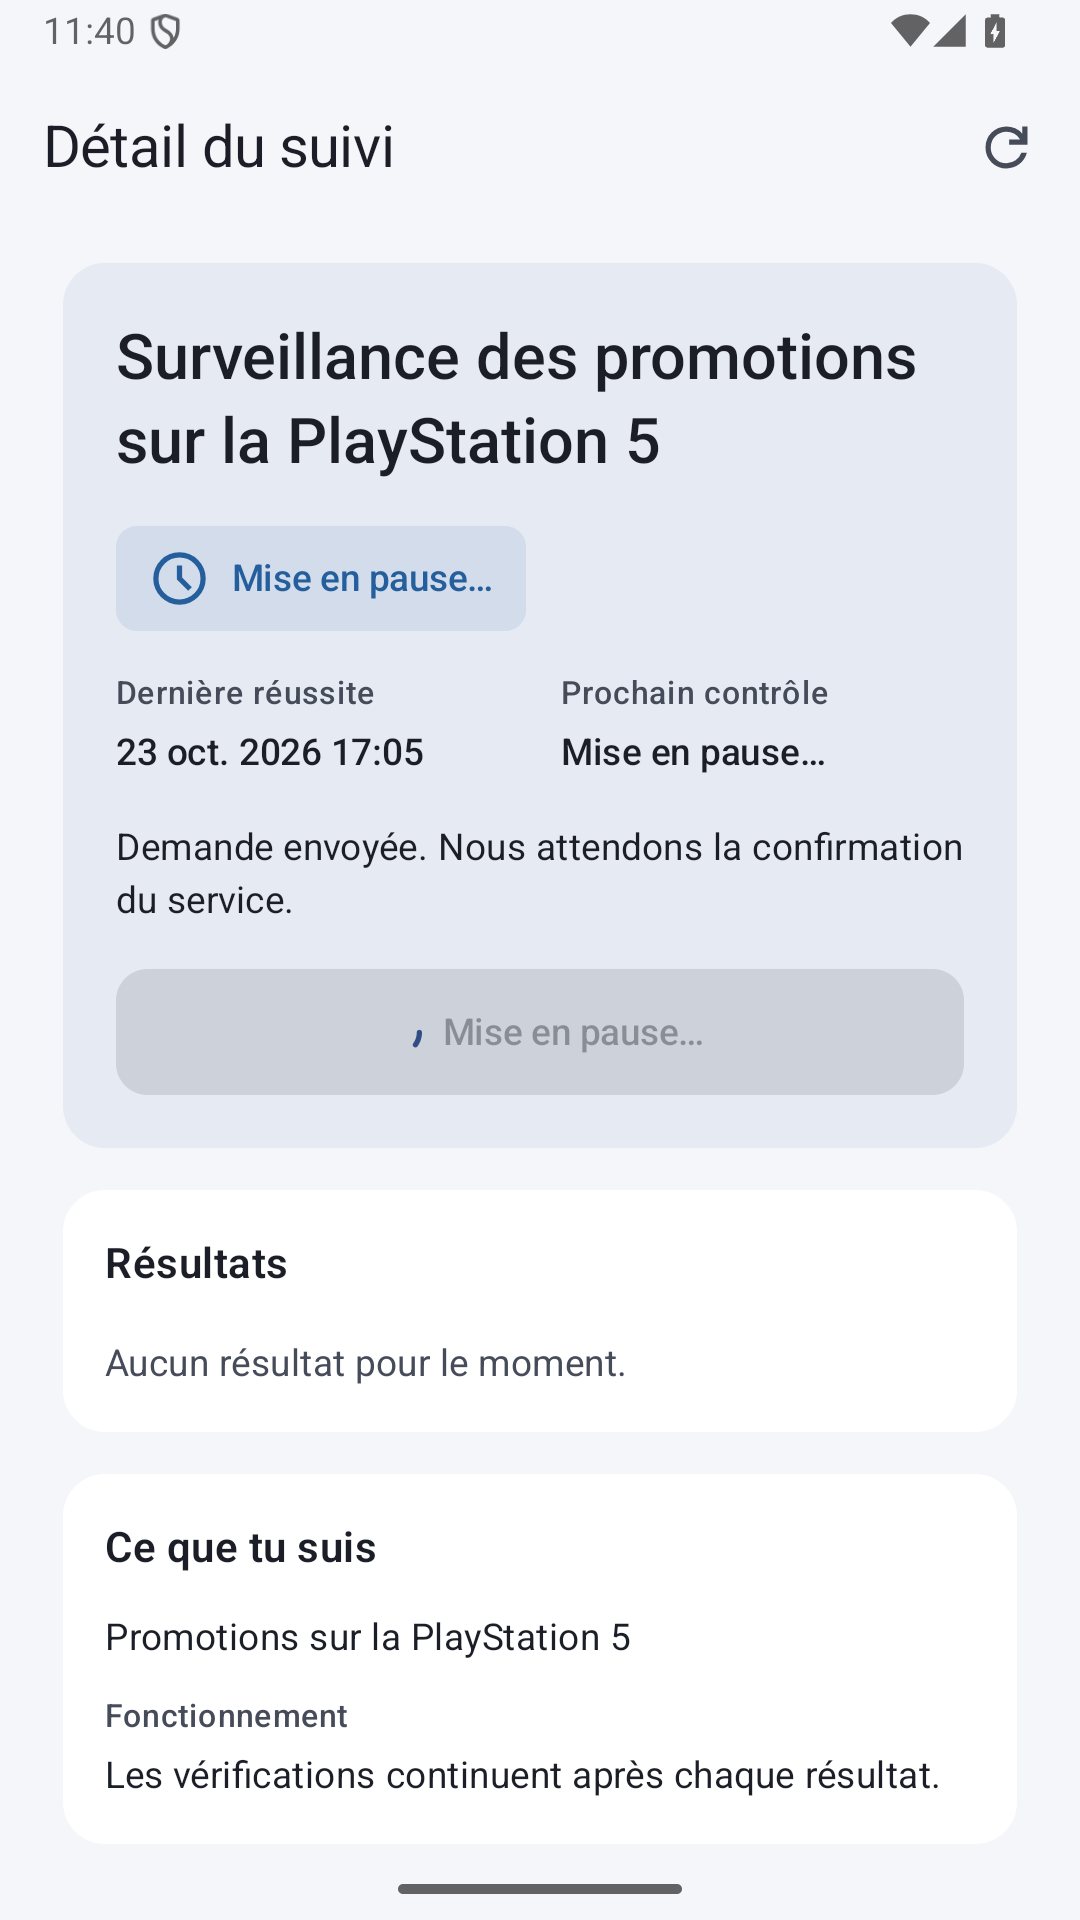 11:40
Détail du suivi
Surveillance des promotions
sur la PlayStation 5
Mise en pause…
Dernière réussite
23 oct. 2026 17:05
Prochain contrôle
Mise en pause…
Demande envoyée. Nous attendons la confirmation
du service.
Mise en pause…
Résultats
Aucun résultat pour le moment.
Ce que tu suis
Promotions sur la PlayStation 5
Fonctionnement
Les vérifications continuent après chaque résultat.